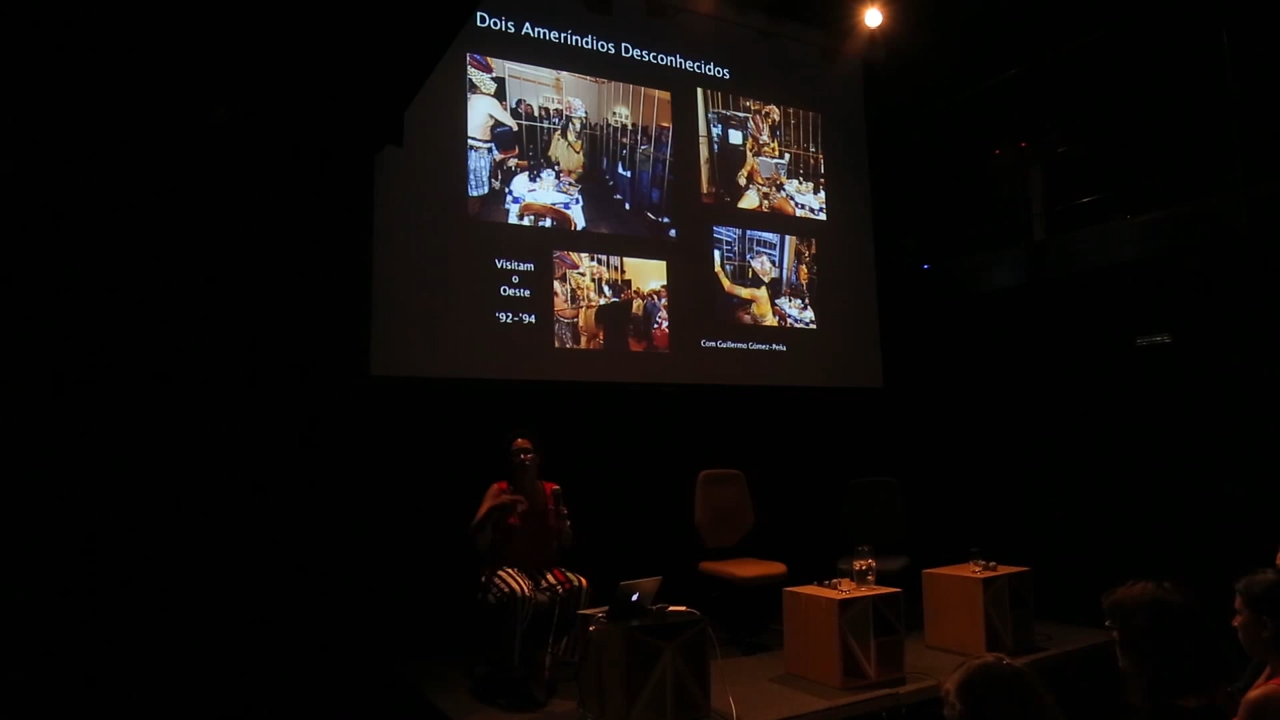 Dois Ameríndios Desconhecidos
Visitam
o
Oeste
'92-'94
Com Guillermo Gómez-Peña